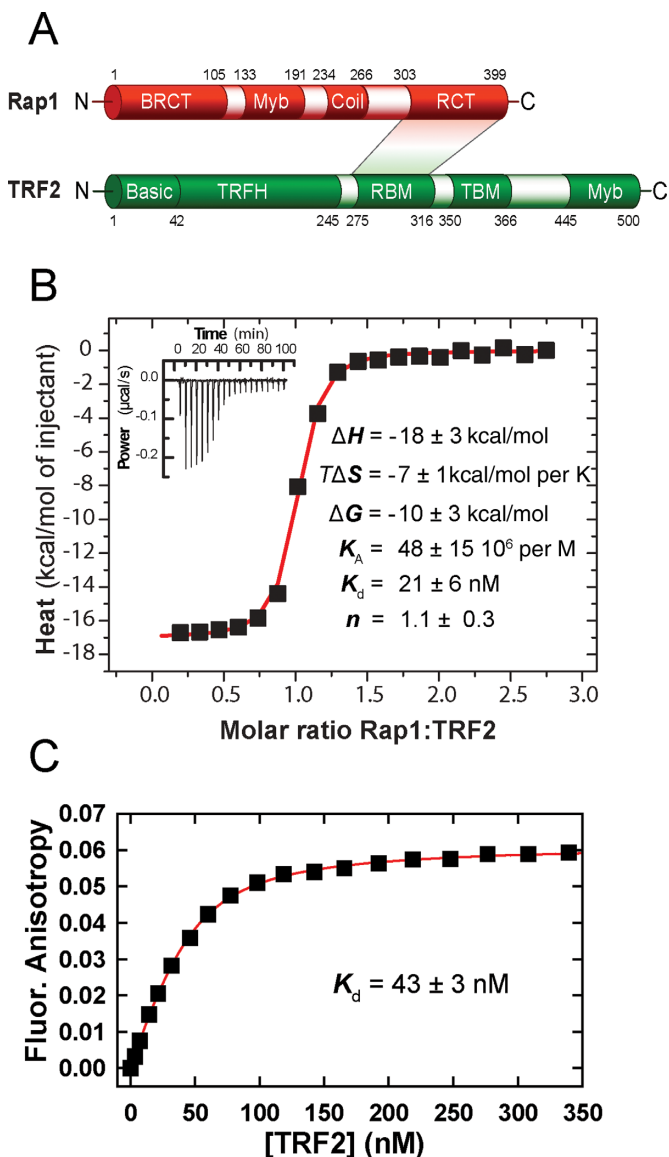 A
1 105 133 191 234 266 303 399
Rap1 N BRCT Myb Coil RCT C
TRF2 N Basic TRFH RBM TBM Myb C
1 42 245 275 316 350 366 445 500
B
Time (min)
0 20 40 60 80 100
Power (µcal/s)
0.0
-0.1
-0.2
Heat (kcal/mol of injectant)
0
-2
-4
-6
-8
-10
-12
-14
-16
-18
ΔH = -18 ± 3 kcal/mol
TΔS = -7 ± 1kcal/mol per K
ΔG = -10 ± 3 kcal/mol
KA = 48 ± 15 10⁶ per M
Kd = 21 ± 6 nM
n = 1.1 ± 0.3
0.0 0.5 1.0 1.5 2.0 2.5 3.0
Molar ratio Rap1:TRF2
C
Fluor. Anisotropy
0.07
0.06
0.05
0.04
0.03
0.02
0.01
0.00
Kd = 43 ± 3 nM
0 50 100 150 200 250 300 350
[TRF2] (nM)